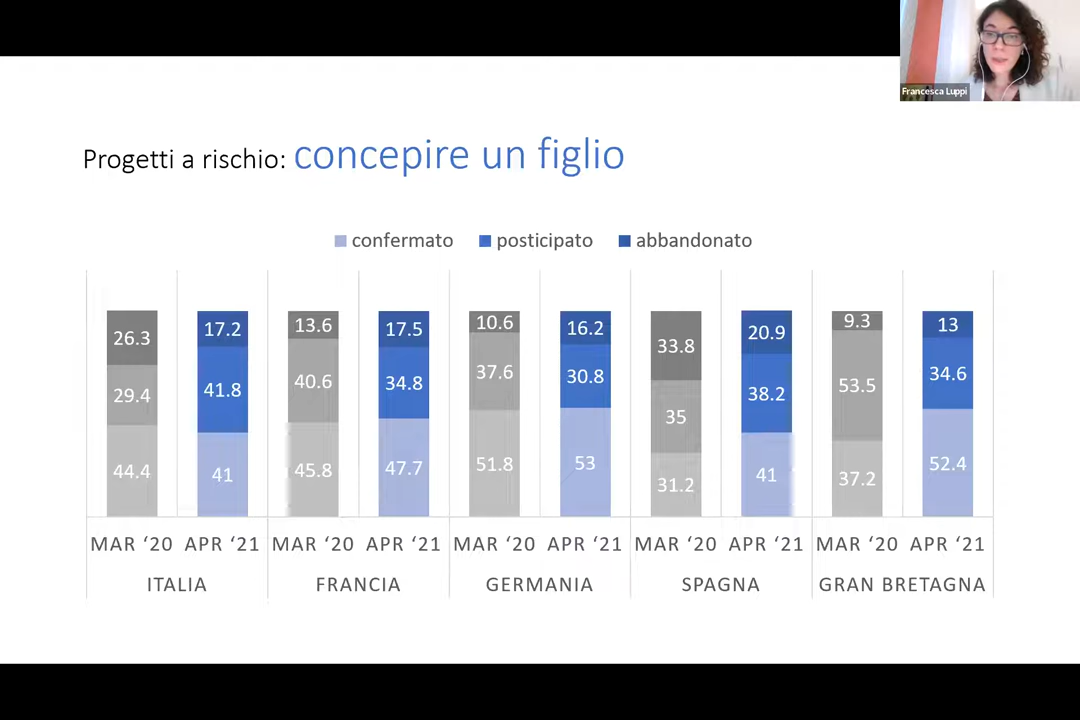 Francesca Luppi
Progetti a rischio: concepire un figlio
confermato posticipato abbandonato
26.3 17.2 13.6 17.5 10.6 16.2 33.8 20.9 9.3 13
29.4 41.8 40.6 34.8 37.6 30.8 35 38.2 53.5 34.6
44.4 41 45.8 47.7 51.8 53 31.2 41 37.2 52.4
MAR ‘20 APR ‘21 MAR ‘20 APR ‘21 MAR ‘20 APR ‘21 MAR ‘20 APR ‘21 MAR ‘20 APR ‘21
ITALIA FRANCIA GERMANIA SPAGNA GRAN BRETAGNA